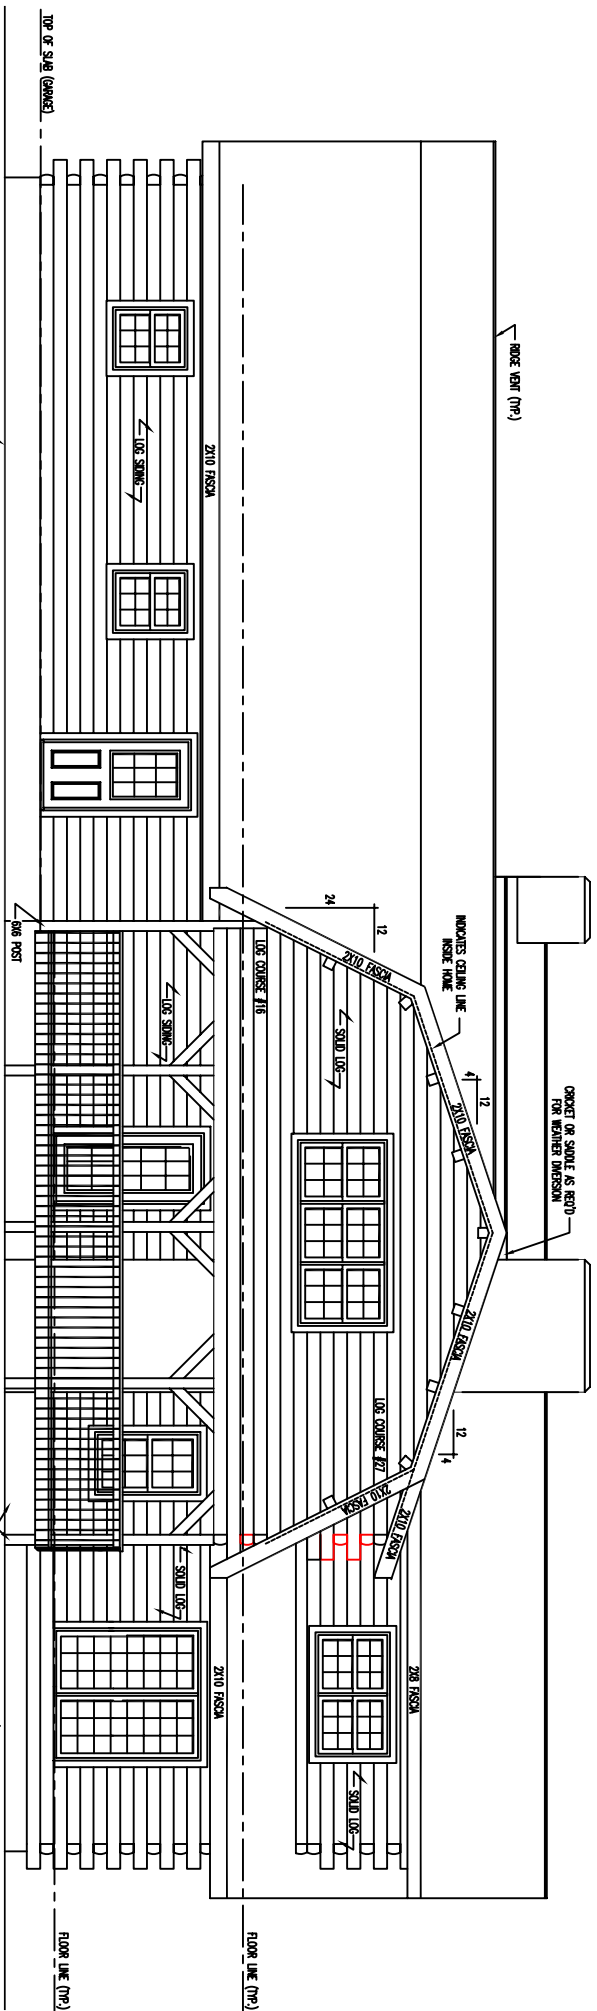 RIDGE VENT (TYP.)
CRICKET OR SADDLE AS REQ'D
FOR WEATHER DIVERSION
INDICATES CEILING LINE
INSIDE HOME
4
12
2X10 FASCIA
2X10 FASCIA
12
4
12
24
2X10 FASCIA
SOLID LOG
LOG COURSE #27
2X10 FASCIA
2X10 FASCIA
2X8 FASCIA
SOLID LOG
LOG COURSE #16
FLOOR LINE (TYP.)
2X10 FASCIA
2X10 FASCIA
LOG SIDING
LOG SIDING
SOLID LOG
TOP OF SLAB (GARAGE)
6X6 POST
FLOOR LINE (TYP.)